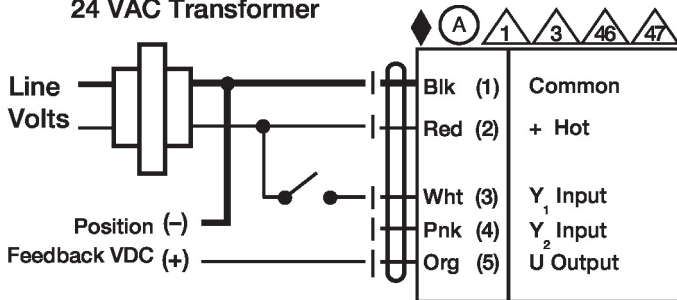 24 VAC Transformer
A 1 3 46 47
Line Volts
Blk (1) Common
Red (2) + Hot
Wht (3) Y1 Input
Position (–)
Pnk (4) Y2 Input
Feedback VDC (+)
Org (5) U Output